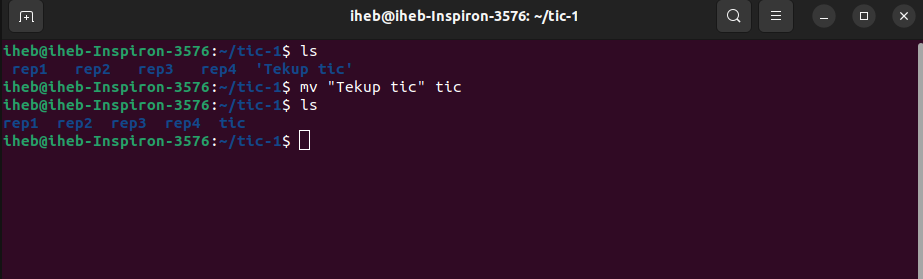 iheb@iheb-Inspiron-3576: ~/tic-1
iheb@iheb-Inspiron-3576:~/tic-1$ ls
rep1 rep2 rep3 rep4 'Tekup tic'
iheb@iheb-Inspiron-3576:~/tic-1$ mv "Tekup tic" tic
iheb@iheb-Inspiron-3576:~/tic-1$ ls
rep1 rep2 rep3 rep4 tic
iheb@iheb-Inspiron-3576:~/tic-1$